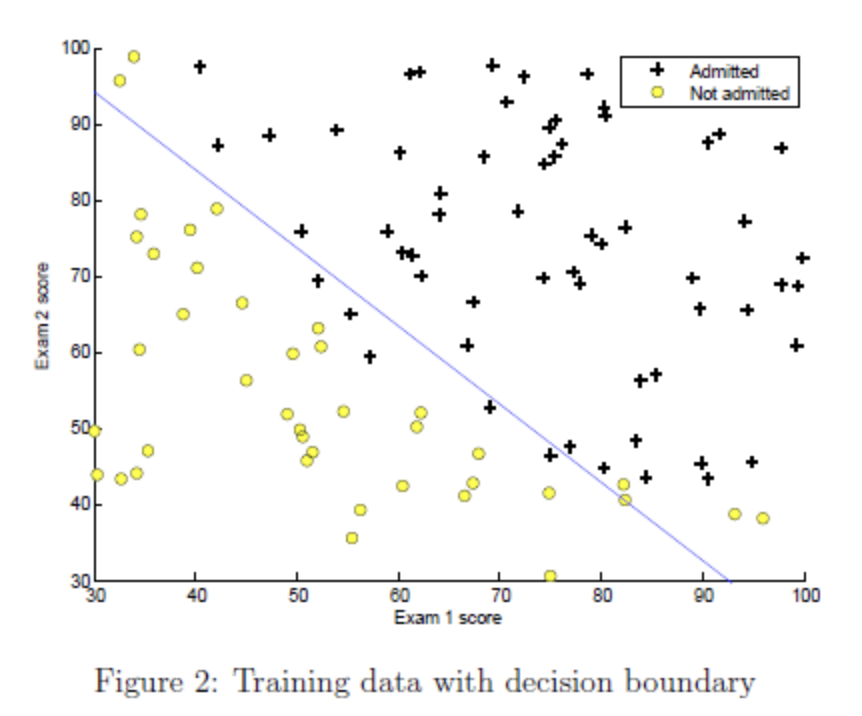 100
90
80
70
60
50
40
30
Exam 2 score
Admitted
Not admitted
30 40 50 60 70 80 90 100
Exam 1 score
Figure 2: Training data with decision boundary